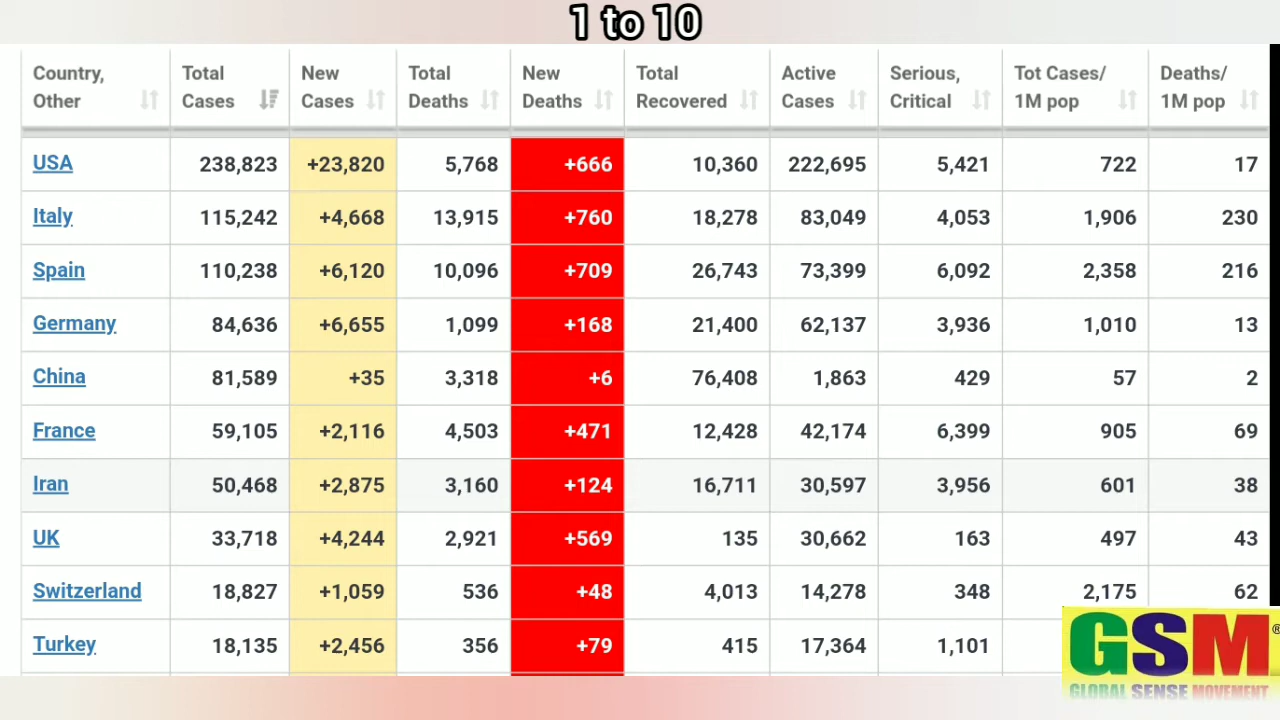 1 to 10
Country, Other Total Cases New Cases Total Deaths New Deaths Total Recovered Active Cases Serious, Critical Tot Cases/ 1M pop Deaths/ 1M pop
USA 238,823 +23,820 5,768 +666 10,360 222,695 5,421 722 17
Italy 115,242 +4,668 13,915 +760 18,278 83,049 4,053 1,906 230
Spain 110,238 +6,120 10,096 +709 26,743 73,399 6,092 2,358 216
Germany 84,636 +6,655 1,099 +168 21,400 62,137 3,936 1,010 13
China 81,589 +35 3,318 +6 76,408 1,863 429 57 2
France 59,105 +2,116 4,503 +471 12,428 42,174 6,399 905 69
Iran 50,468 +2,875 3,160 +124 16,711 30,597 3,956 601 38
UK 33,718 +4,244 2,921 +569 135 30,662 163 497 43
Switzerland 18,827 +1,059 536 +48 4,013 14,278 348 2,175 62
Turkey 18,135 +2,456 356 +79 415 17,364 1,101
GSM®
GLOBAL SENSE MOVEMENT